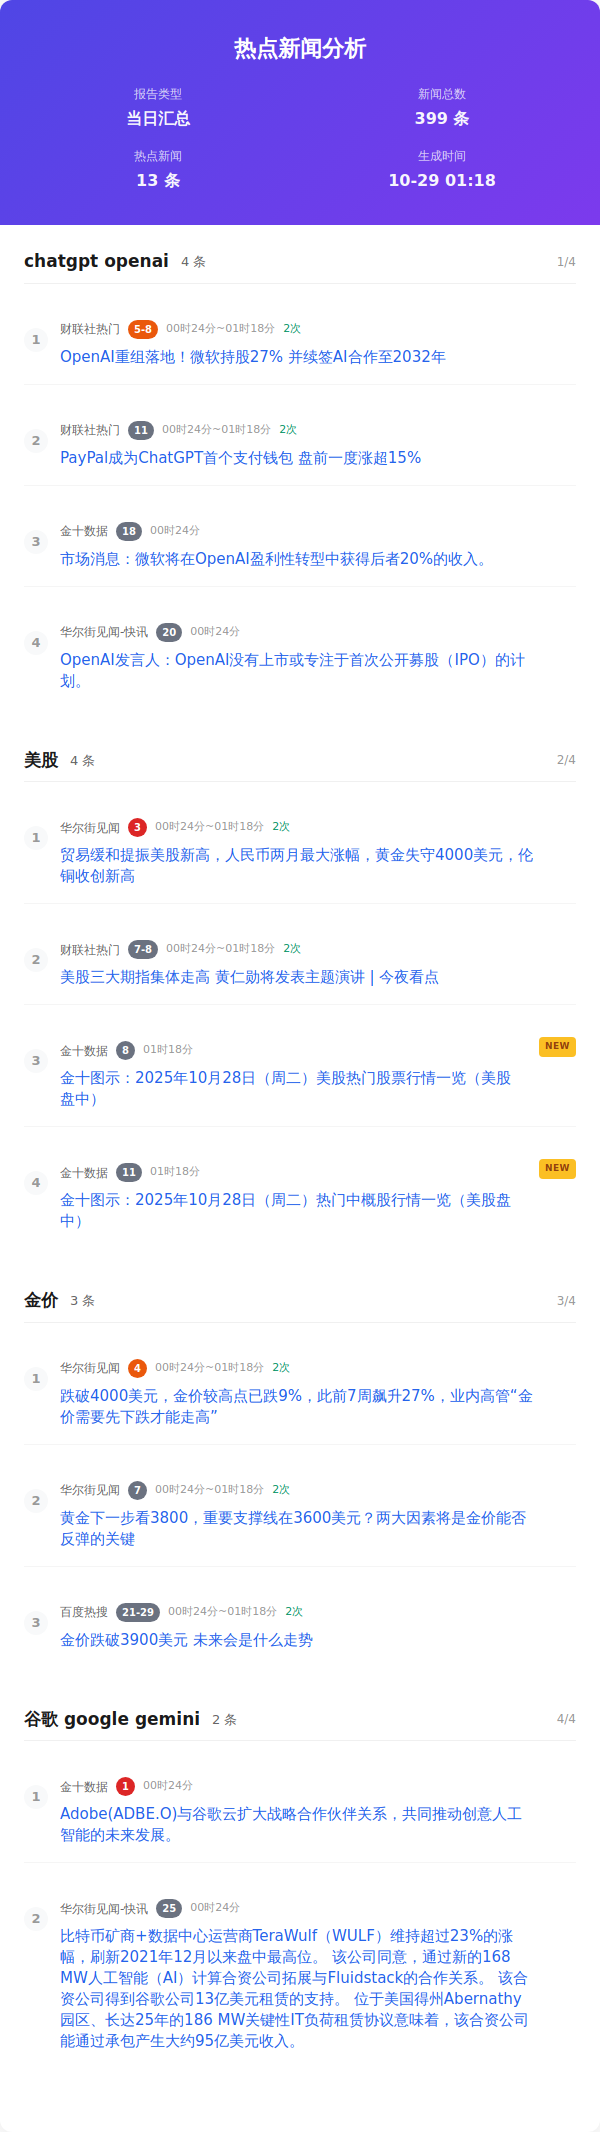 热点新闻分析
报告类型
新闻总数
当日汇总
399 条
热点新闻
生成时间
13 条
10-29 01:18
chatgpt openai 4 条 1/4
1 财联社热门 5-8 00时24分~01时18分 2次
OpenAI重组落地！微软持股27% 并续签AI合作至2032年
2 财联社热门 11 00时24分~01时18分 2次
PayPal成为ChatGPT首个支付钱包 盘前一度涨超15%
3 金十数据 18 00时24分
市场消息：微软将在OpenAI盈利性转型中获得后者20%的收入。
4 华尔街见闻-快讯 20 00时24分
OpenAI发言人：OpenAI没有上市或专注于首次公开募股（IPO）的计
划。
美股 4 条 2/4
1 华尔街见闻 3 00时24分~01时18分 2次
贸易缓和提振美股新高，人民币两月最大涨幅，黄金失守4000美元，伦
铜收创新高
2 财联社热门 7-8 00时24分~01时18分 2次
美股三大期指集体走高 黄仁勋将发表主题演讲 | 今夜看点
3 金十数据 8 01时18分 NEW
金十图示：2025年10月28日（周二）美股热门股票行情一览（美股
盘中）
4 金十数据 11 01时18分 NEW
金十图示：2025年10月28日（周二）热门中概股行情一览（美股盘
中）
金价 3 条 3/4
1 华尔街见闻 4 00时24分~01时18分 2次
跌破4000美元，金价较高点已跌9%，此前7周飙升27%，业内高管“金
价需要先下跌才能走高”
2 华尔街见闻 7 00时24分~01时18分 2次
黄金下一步看3800，重要支撑线在3600美元？两大因素将是金价能否
反弹的关键
3 百度热搜 21-29 00时24分~01时18分 2次
金价跌破3900美元 未来会是什么走势
谷歌 google gemini 2 条 4/4
1 金十数据 1 00时24分
Adobe(ADBE.O)与谷歌云扩大战略合作伙伴关系，共同推动创意人工
智能的未来发展。
2 华尔街见闻-快讯 25 00时24分
比特币矿商+数据中心运营商TeraWulf（WULF）维持超过23%的涨
幅，刷新2021年12月以来盘中最高位。 该公司同意，通过新的168
MW人工智能（AI）计算合资公司拓展与Fluidstack的合作关系。 该合
资公司得到谷歌公司13亿美元租赁的支持。 位于美国得州Abernathy
园区、长达25年的186 MW关键性IT负荷租赁协议意味着，该合资公司
能通过承包产生大约95亿美元收入。